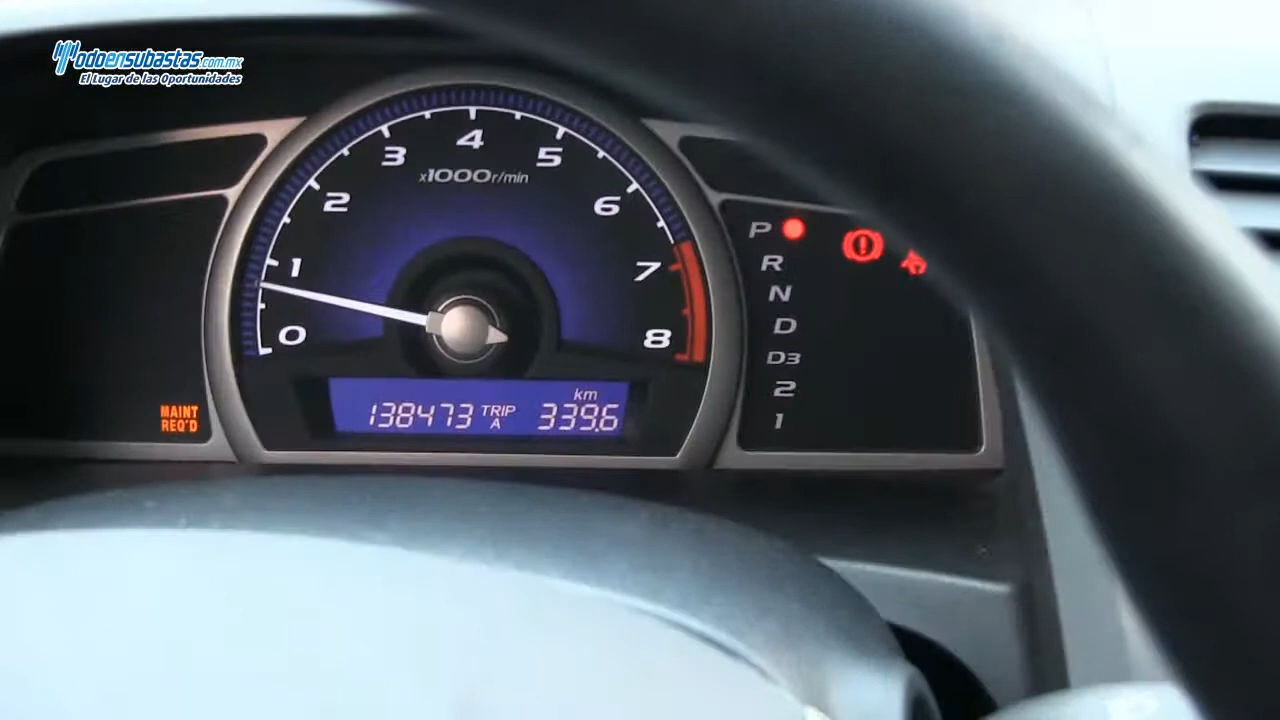 odoensubastas.com.mx
El Lugar de las Oportunidades
0
1
2
3
4
5
6
7
8
x1000r/min
138473 TRIP A 339.6 km
MAINT
REQ'D
P
R
N
D
D3
2
1